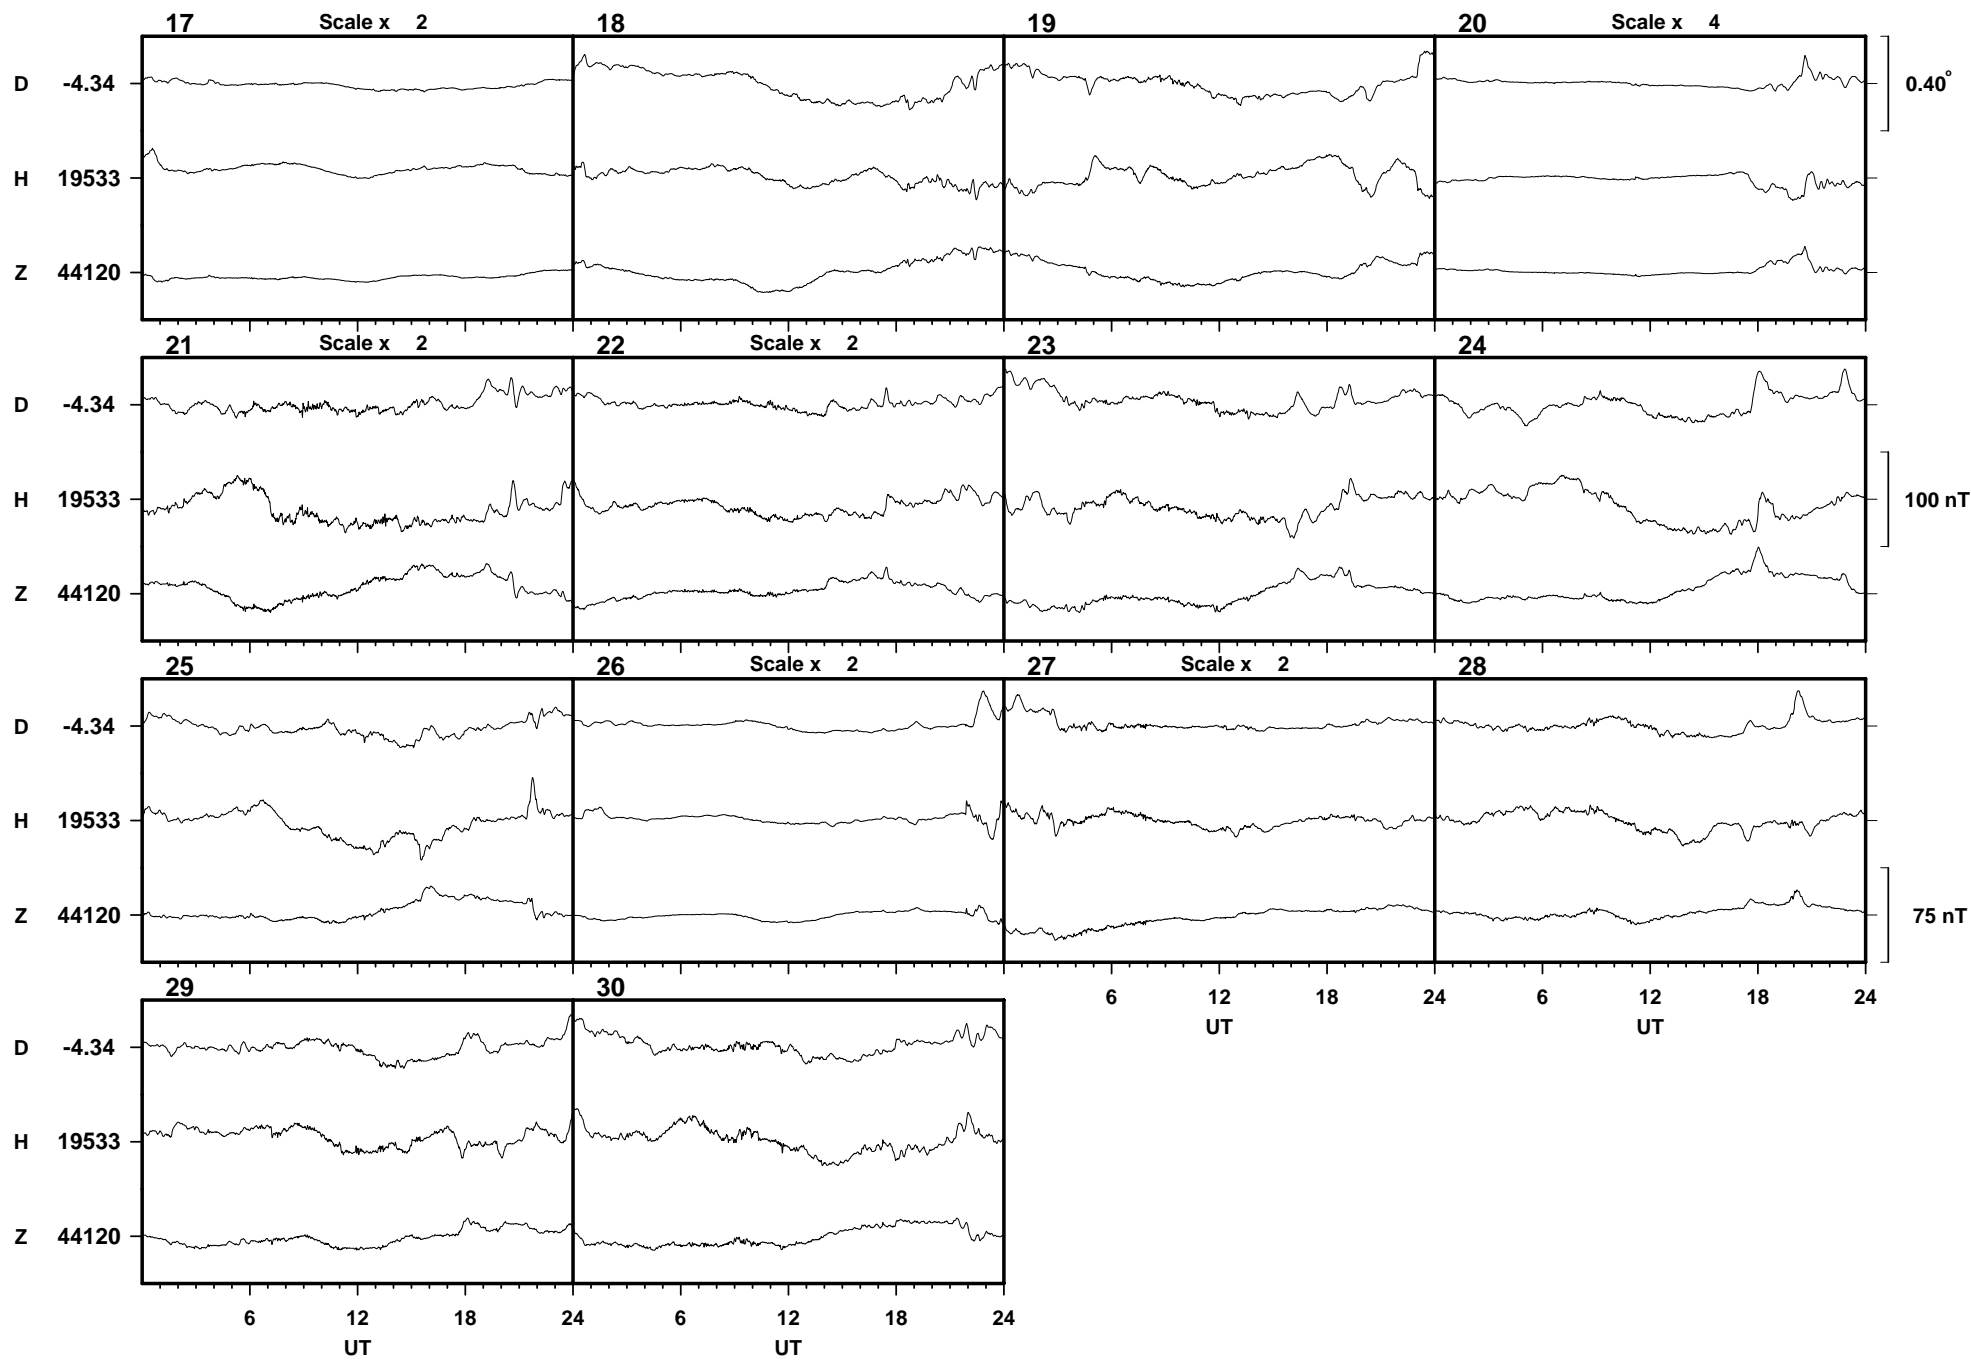 17 Scale x 2 18 19 20 Scale x 4
D -4.34 0.40°
H 19533
Z 44120
21 Scale x 2 22 Scale x 2 23 24
D -4.34
H 19533 100 nT
Z 44120
25 26 Scale x 2 27 Scale x 2 28
D -4.34
H 19533
Z 44120 75 nT
6 12 18 24 6 12 18 24
UT UT
29 30
D -4.34
H 19533
Z 44120
6 12 18 24 6 12 18 24
UT UT